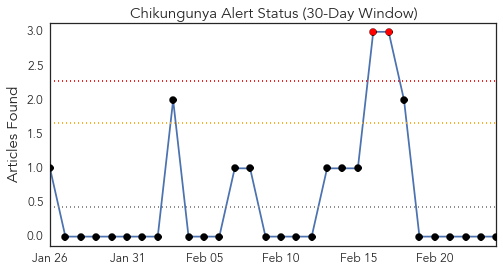 Chikungunya Alert Status (30-Day Window)
3.0
2.5
2.0
1.5
1.0
0.5
0.0
Articles Found
Jan 26
Jan 31
Feb 05
Feb 10
Feb 15
Feb 20